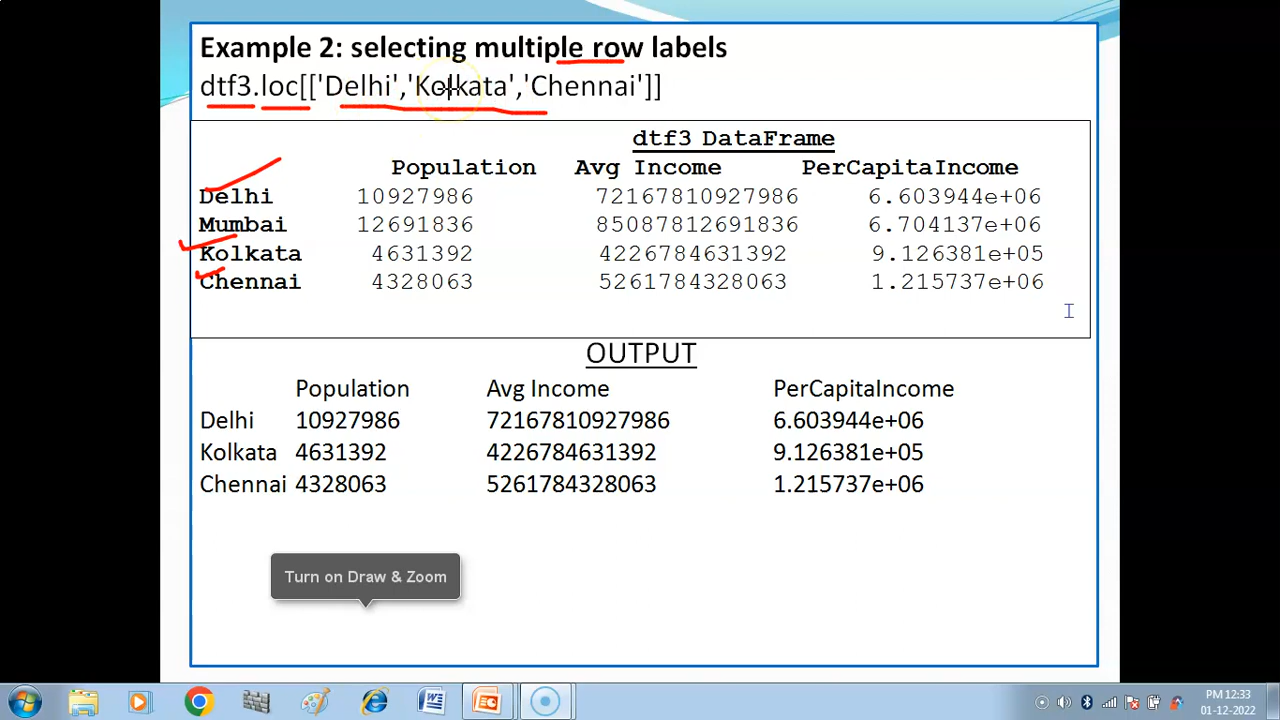 Example 2: selecting multiple row labels
dtf3.loc[['Delhi','Kolkata','Chennai']]
dtf3 DataFrame
Population Avg Income PerCapitaIncome
Delhi 10927986 72167810927986 6.603944e+06
Mumbai 12691836 85087812691836 6.704137e+06
Kolkata 4631392 4226784631392 9.126381e+05
Chennai 4328063 5261784328063 1.215737e+06
OUTPUT
Population Avg Income PerCapitaIncome
Delhi 10927986 72167810927986 6.603944e+06
Kolkata 4631392 4226784631392 9.126381e+05
Chennai 4328063 5261784328063 1.215737e+06
Turn on Draw & Zoom
PM 12:33
01-12-2022